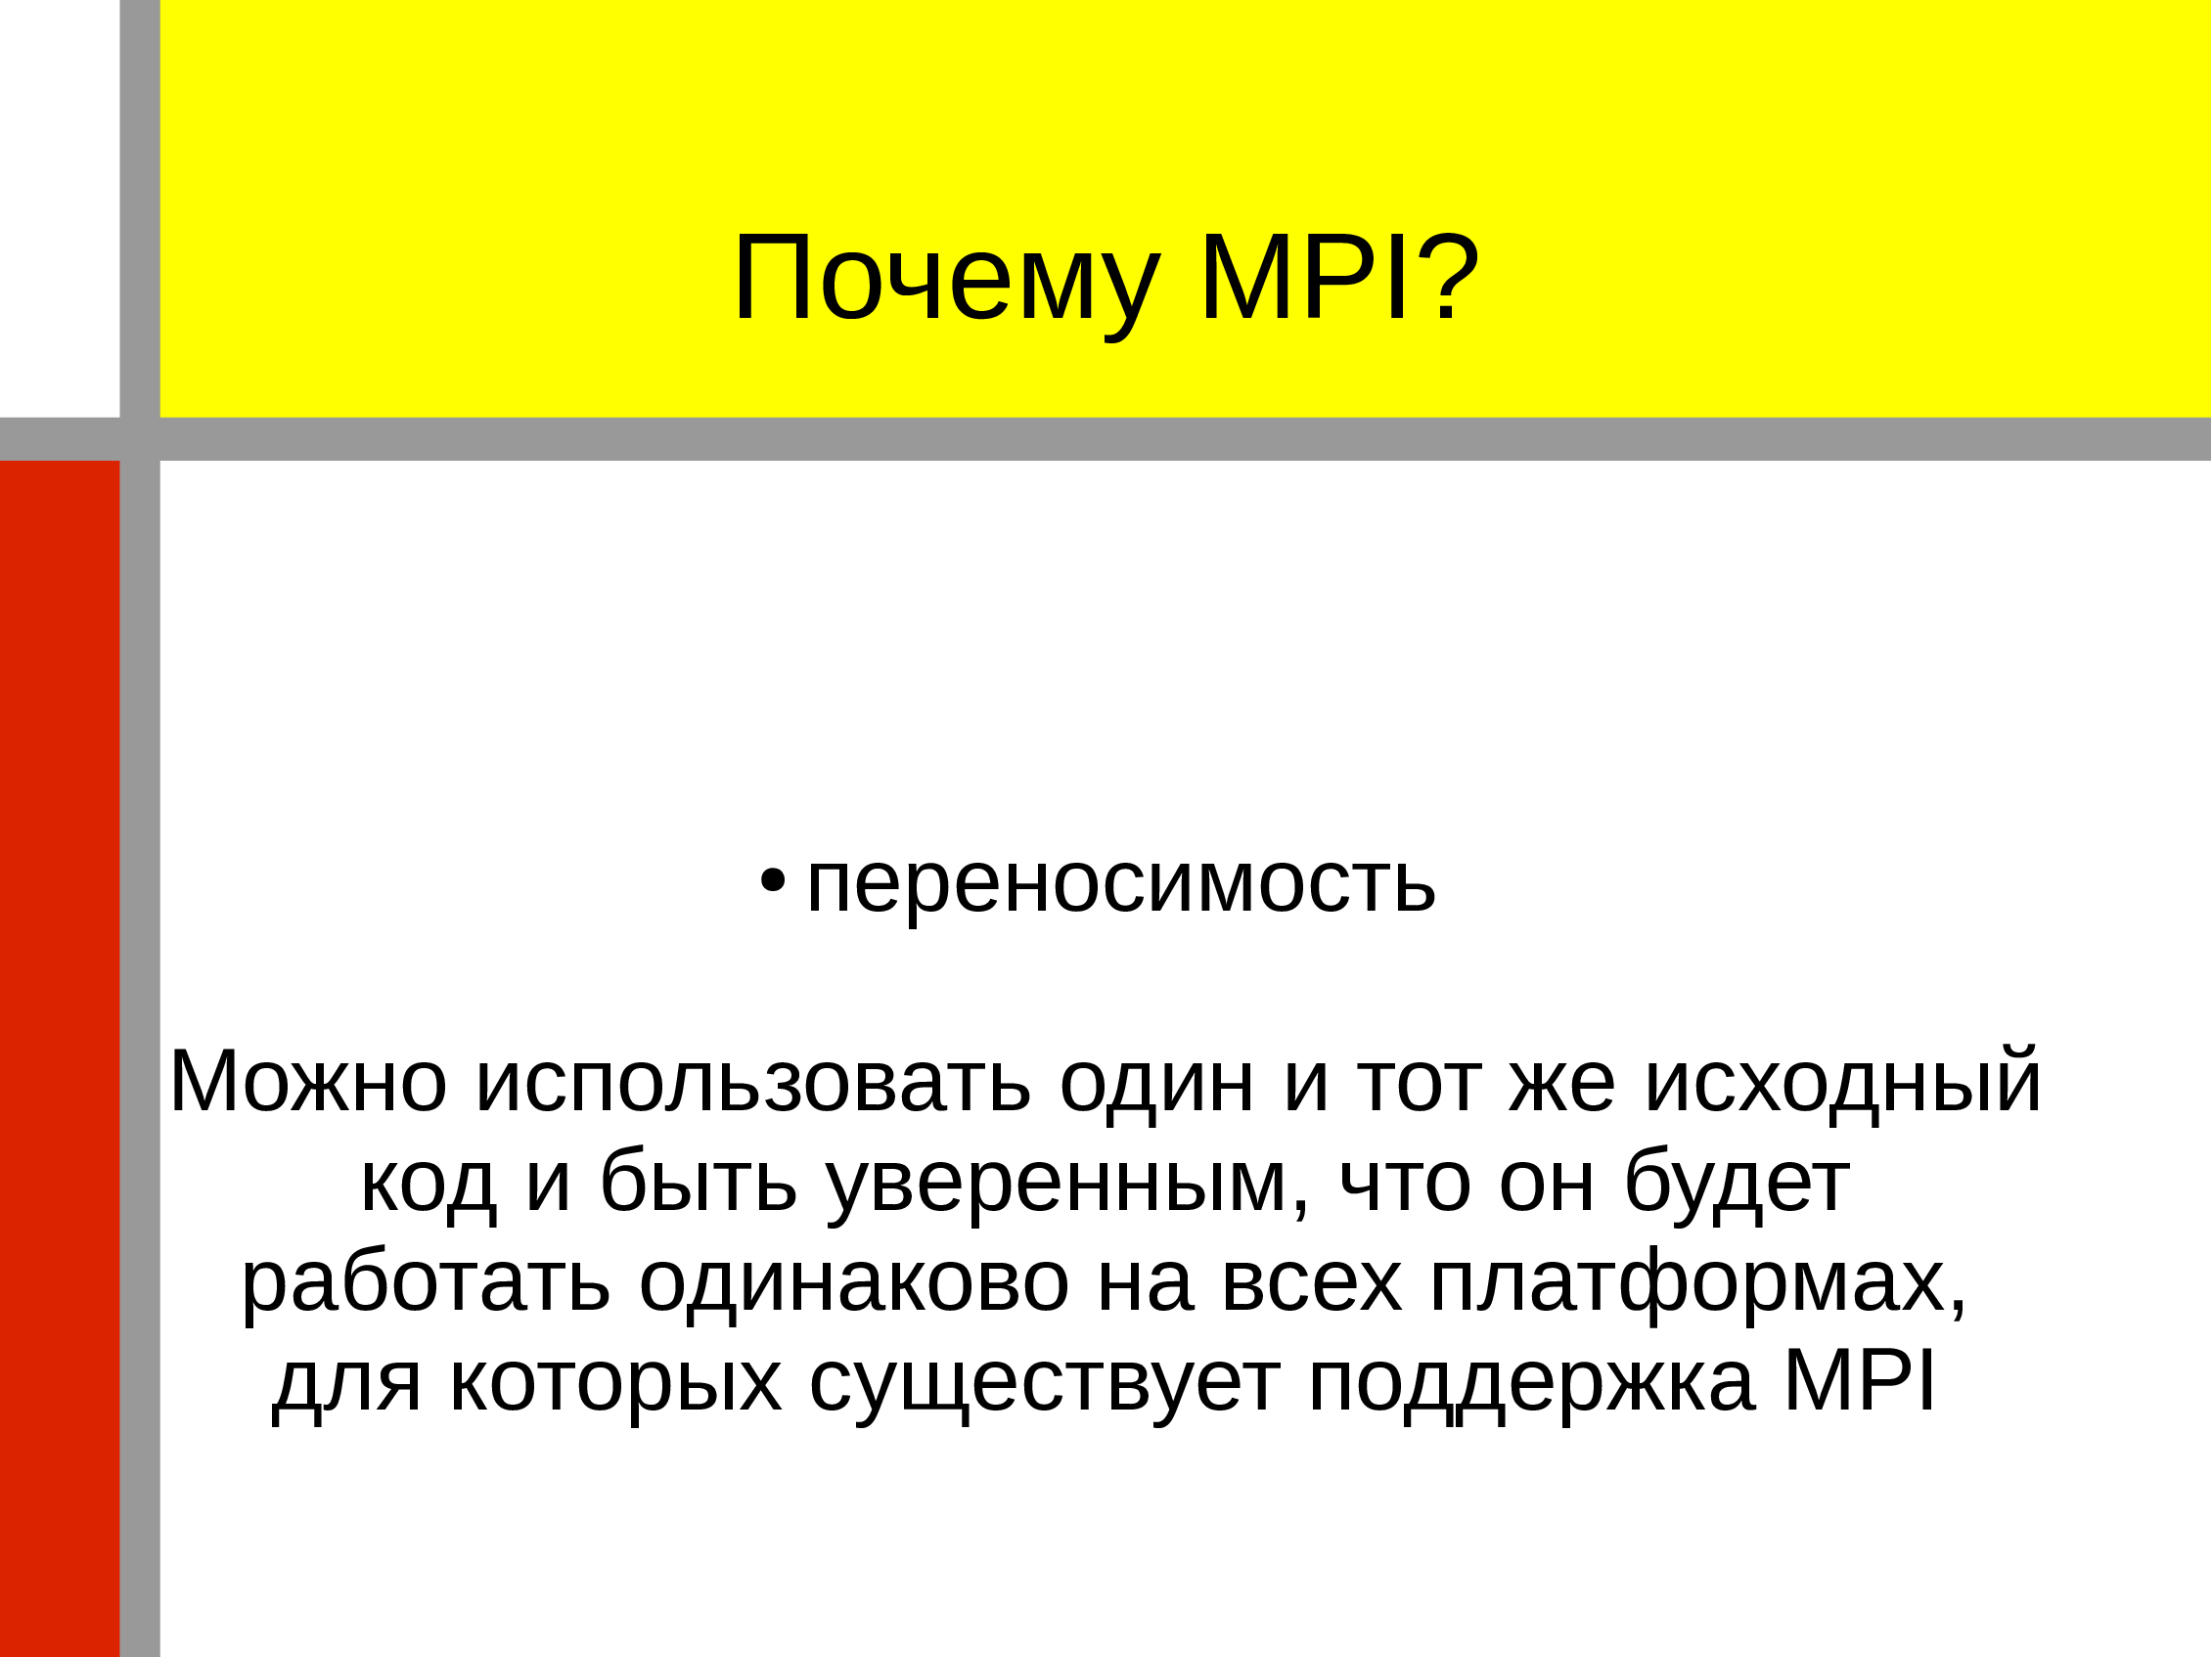 Почему MPI?
• переносимость
Можно использовать один и тот же исходный
код и быть уверенным, что он будет
работать одинаково на всех платформах,
для которых существует поддержка MPI